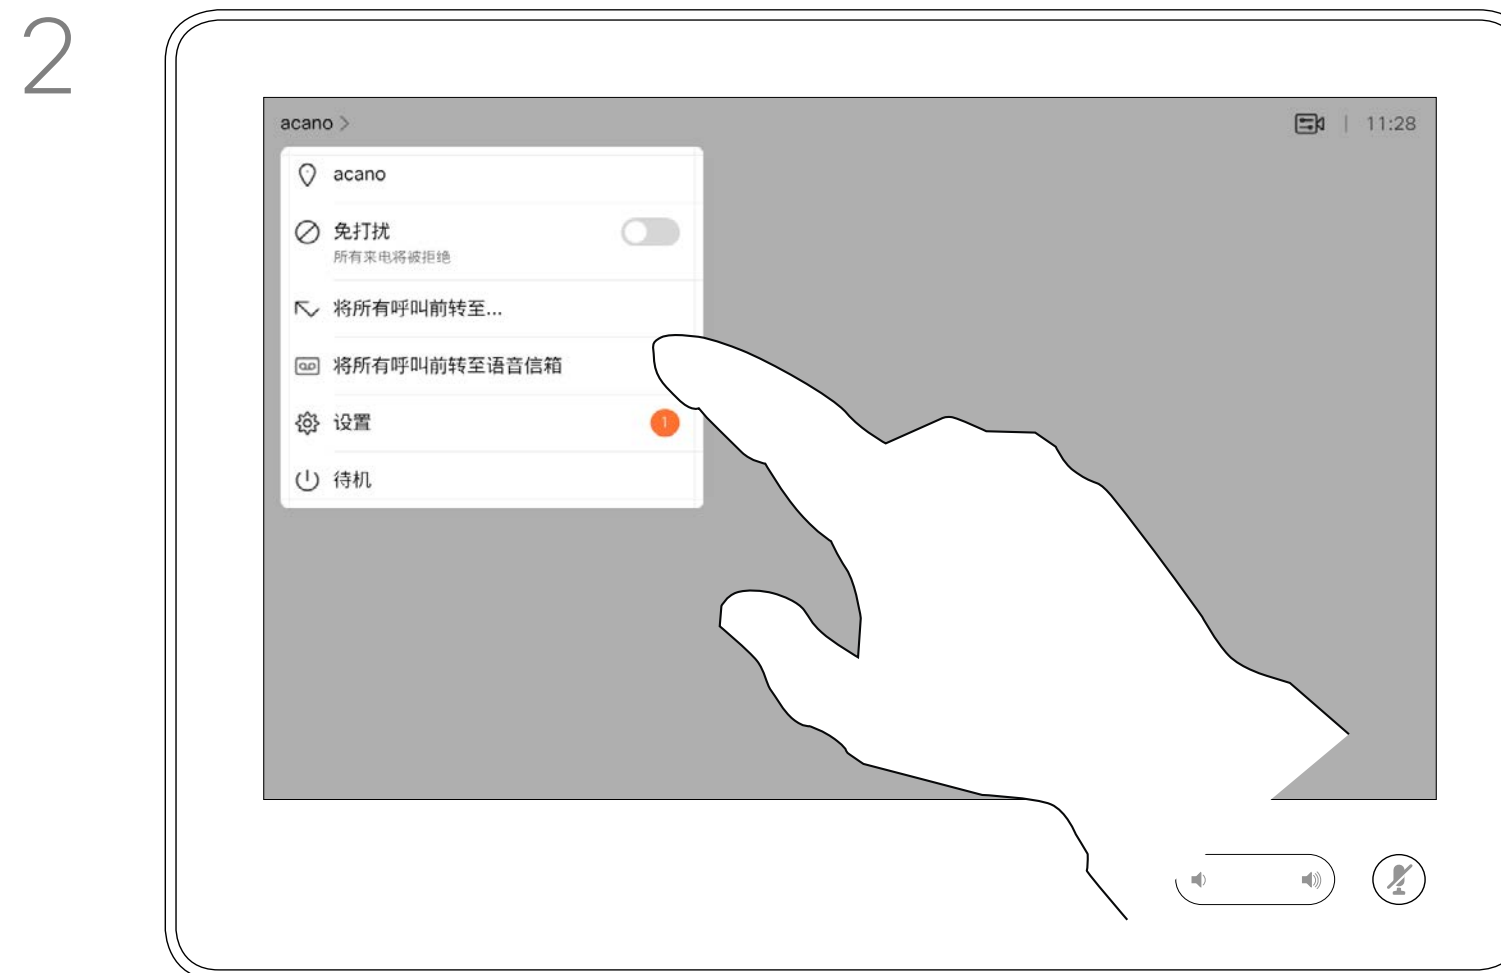 2
acano >
11:28
acano
免打扰
所有来电将被拒绝
将所有呼叫前转至...
将所有呼叫前转至语音信箱
设置
1
待机